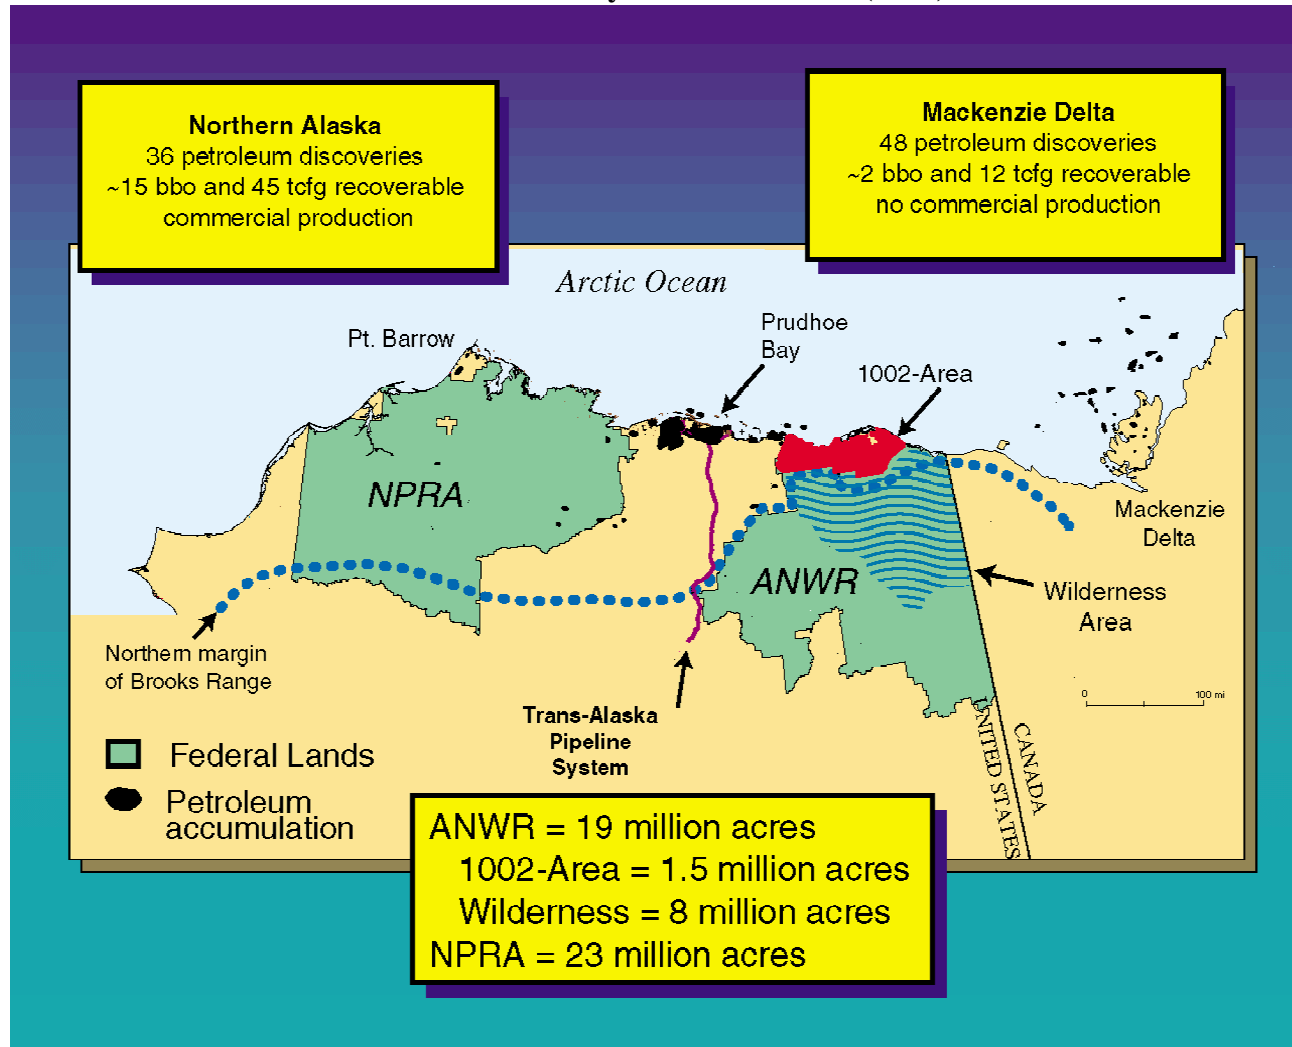 Northern Alaska
36 petroleum discoveries
~15 bbo and 45 tcfg recoverable
commercial production
Mackenzie Delta
48 petroleum discoveries
~2 bbo and 12 tcfg recoverable
no commercial production
Arctic Ocean
Pt. Barrow
Prudhoe
Bay
1002-Area
NPRA
Mackenzie
Delta
ANWR
Wilderness
Area
Northern margin
of Brooks Range
0 100 mi
Trans-Alaska
Pipeline
System
CANADA
UNITED STATES
Federal Lands
Petroleum
accumulation
ANWR = 19 million acres
1002-Area = 1.5 million acres
Wilderness = 8 million acres
NPRA = 23 million acres